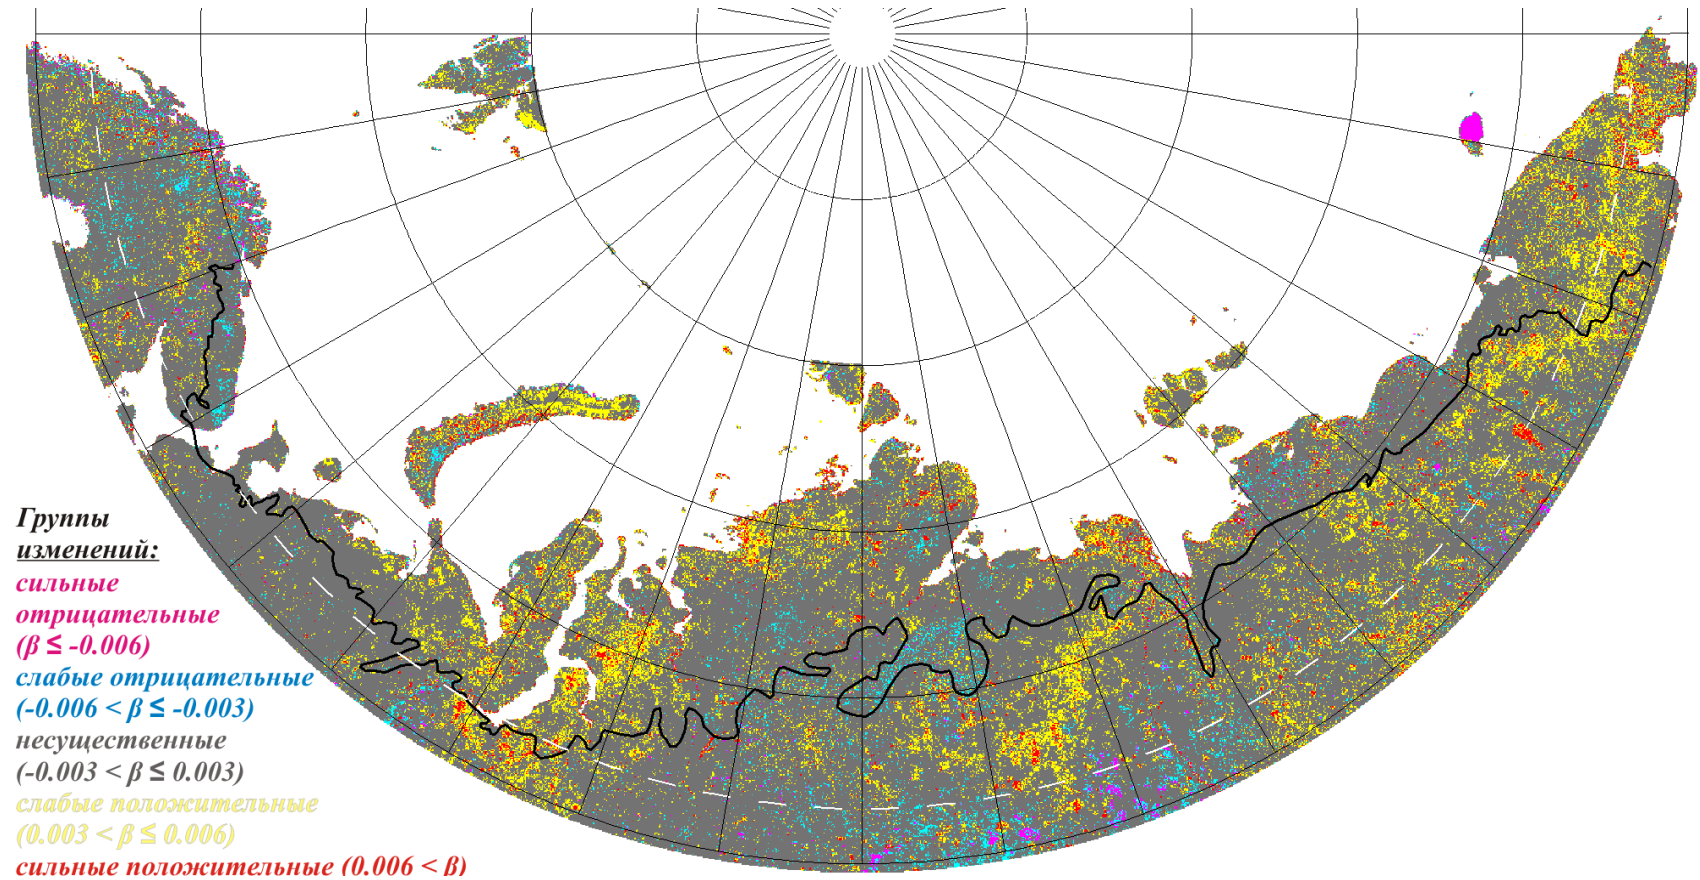 Группы
изменений:
сильные
отрицательные
(β ≤ -0.006)
слабые отрицательные
(-0.006 < β ≤ -0.003)
несущественные
(-0.003 < β ≤ 0.003)
слабые положительные
(0.003 < β ≤ 0.006)
сильные положительные (0.006 < β)